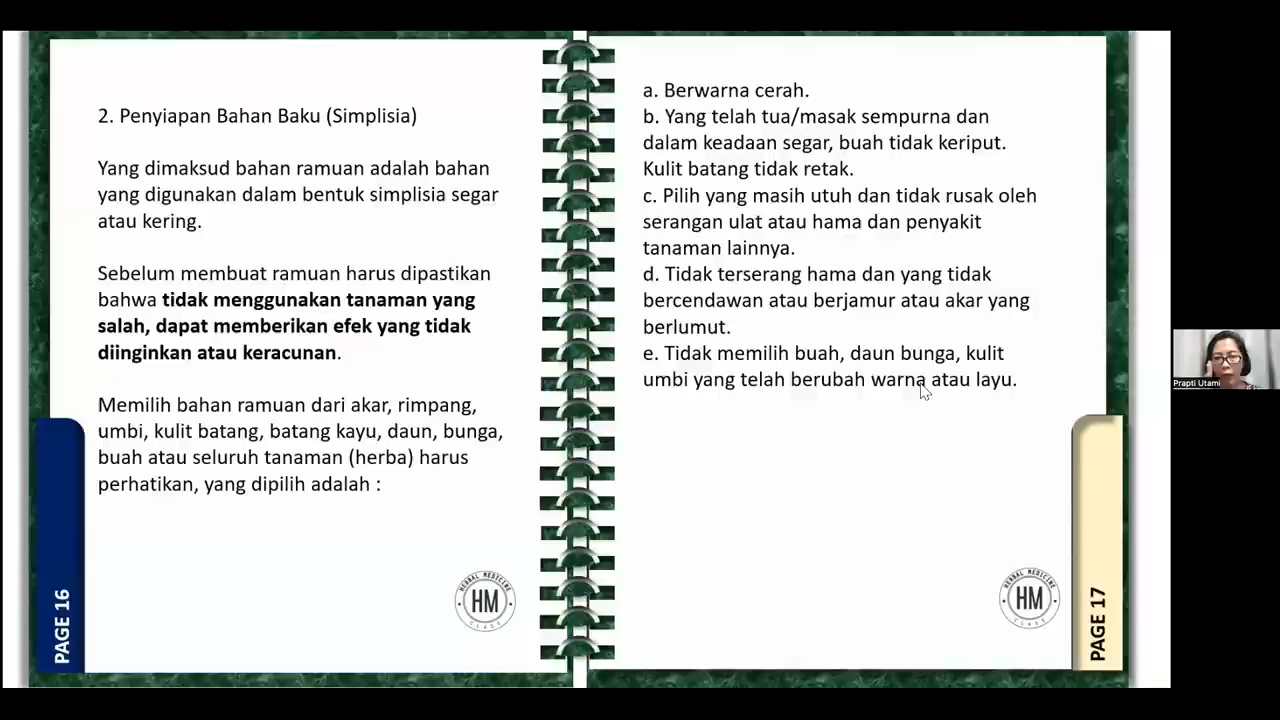 2. Penyiapan Bahan Baku (Simplisia)
Yang dimaksud bahan ramuan adalah bahan
yang digunakan dalam bentuk simplisia segar
atau kering.
Sebelum membuat ramuan harus dipastikan
bahwa tidak menggunakan tanaman yang
salah, dapat memberikan efek yang tidak
diinginkan atau keracunan.
Memilih bahan ramuan dari akar, rimpang,
umbi, kulit batang, batang kayu, daun, bunga,
buah atau seluruh tanaman (herba) harus
perhatikan, yang dipilih adalah :
HERBAL MEDICINE
HM
CLASS
PAGE 16
a. Berwarna cerah.
b. Yang telah tua/masak sempurna dan
dalam keadaan segar, buah tidak keriput.
Kulit batang tidak retak.
c. Pilih yang masih utuh dan tidak rusak oleh
serangan ulat atau hama dan penyakit
tanaman lainnya.
d. Tidak terserang hama dan yang tidak
bercendawan atau berjamur atau akar yang
berlumut.
e. Tidak memilih buah, daun bunga, kulit
umbi yang telah berubah warna atau layu.
HERBAL MEDICINE
HM
CLASS
PAGE 17
Prapti Utami